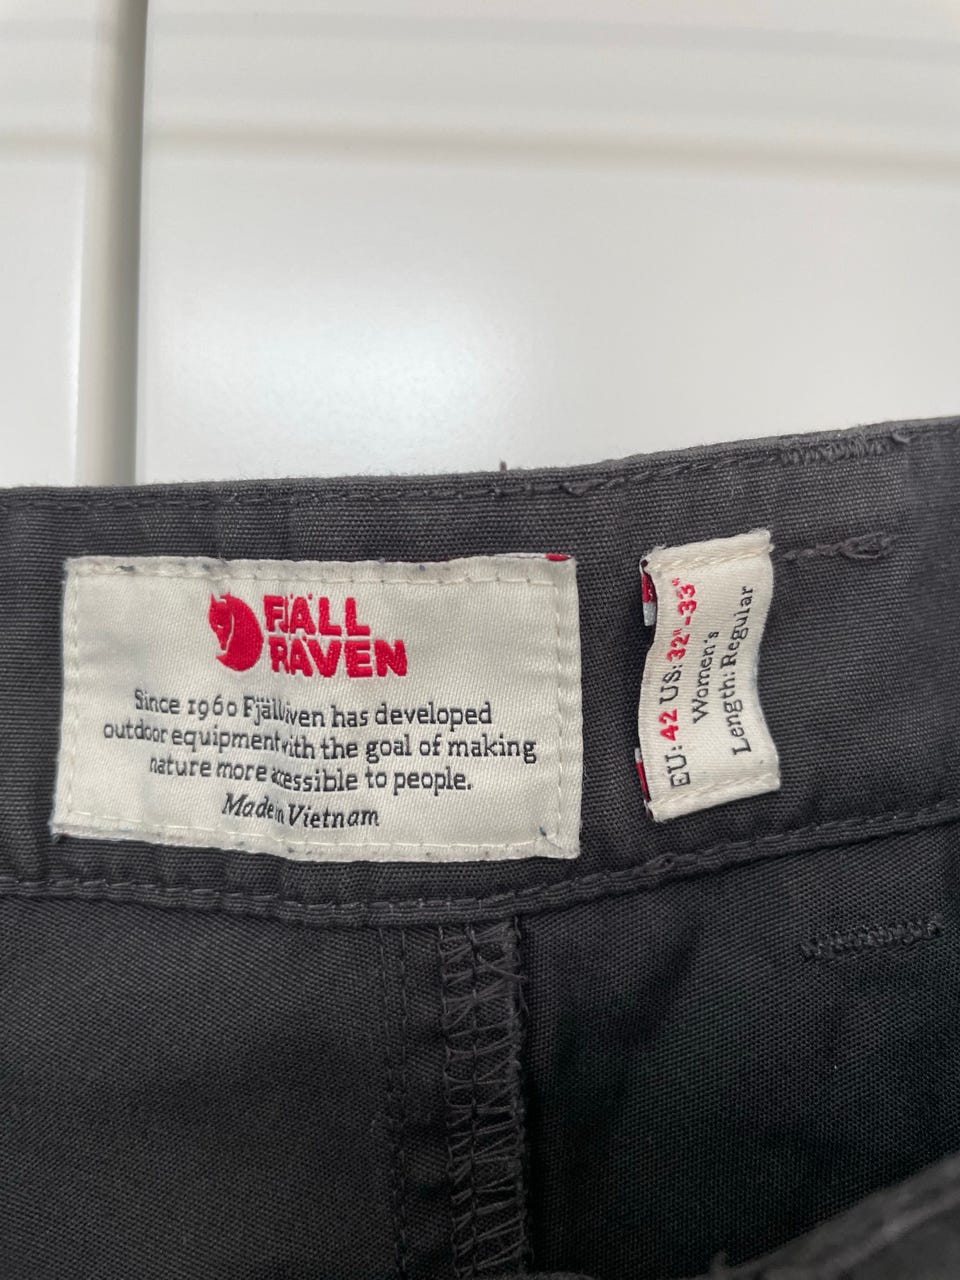 FJÄLL
RÄVEN
Since 1960 Fjällräven has developed
outdoor equipment with the goal of making
nature more accessible to people.
Made in Vietnam
EU: 42 US: 32"-33"
Women's
Length: Regular